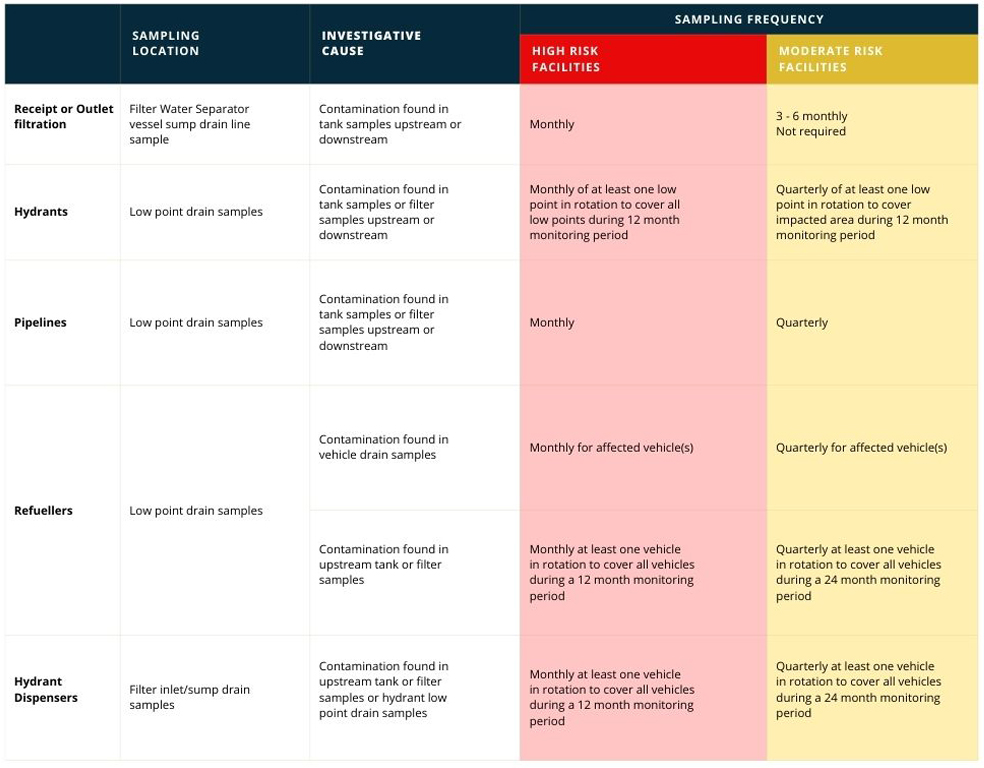 SAMPLING
LOCATION
INVESTIGATIVE
CAUSE
SAMPLING FREQUENCY
HIGH RISK
FACILITIES
MODERATE RISK
FACILITIES
Receipt or Outlet
filtration
Filter Water Separator
vessel sump drain line
sample
Contamination found in
tank samples upstream or
downstream
Monthly
3 - 6 monthly
Not required
Hydrants
Low point drain samples
Contamination found in
tank samples or filter
samples upstream or
downstream
Monthly of at least one low
point in rotation to cover all
low points during 12 month
monitoring period
Quarterly of at least one low
point in rotation to cover
impacted area during 12 month
monitoring period
Pipelines
Low point drain samples
Contamination found in
tank samples or filter
samples upstream or
downstream
Monthly
Quarterly
Refuellers
Low point drain samples
Contamination found in
vehicle drain samples
Monthly for affected vehicle(s)
Quarterly for affected vehicle(s)
Contamination found in
upstream tank or filter
samples
Monthly at least one vehicle
in rotation to cover all vehicles
during a 12 month monitoring
period
Quarterly at least one vehicle
in rotation to cover all vehicles
during a 24 month monitoring
period
Hydrant
Dispensers
Filter inlet/sump drain
samples
Contamination found in
upstream tank or filter
samples or hydrant low
point drain samples
Monthly at least one vehicle
in rotation to cover all vehicles
during a 12 month monitoring
period
Quarterly at least one vehicle
in rotation to cover all vehicles
during a 24 month monitoring
period